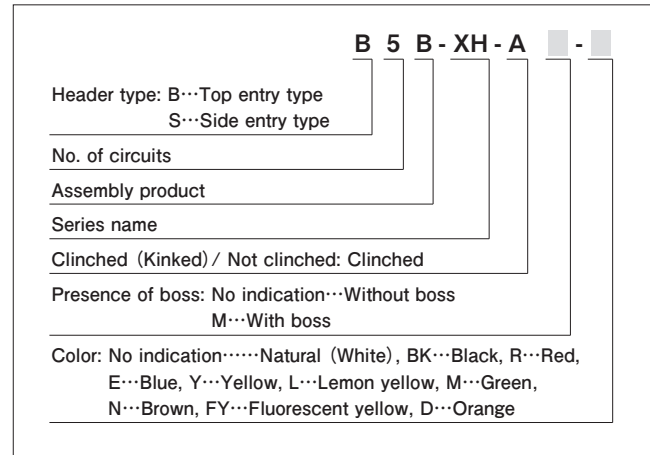 B 5 B - XH - A -
Header type: B…Top entry type
S…Side entry type
No. of circuits
Assembly product
Series name
Clinched (Kinked) / Not clinched: Clinched
Presence of boss: No indication…Without boss
M…With boss
Color: No indication……Natural (White), BK…Black, R…Red,
E…Blue, Y…Yellow, L…Lemon yellow, M…Green,
N…Brown, FY…Fluorescent yellow, D…Orange